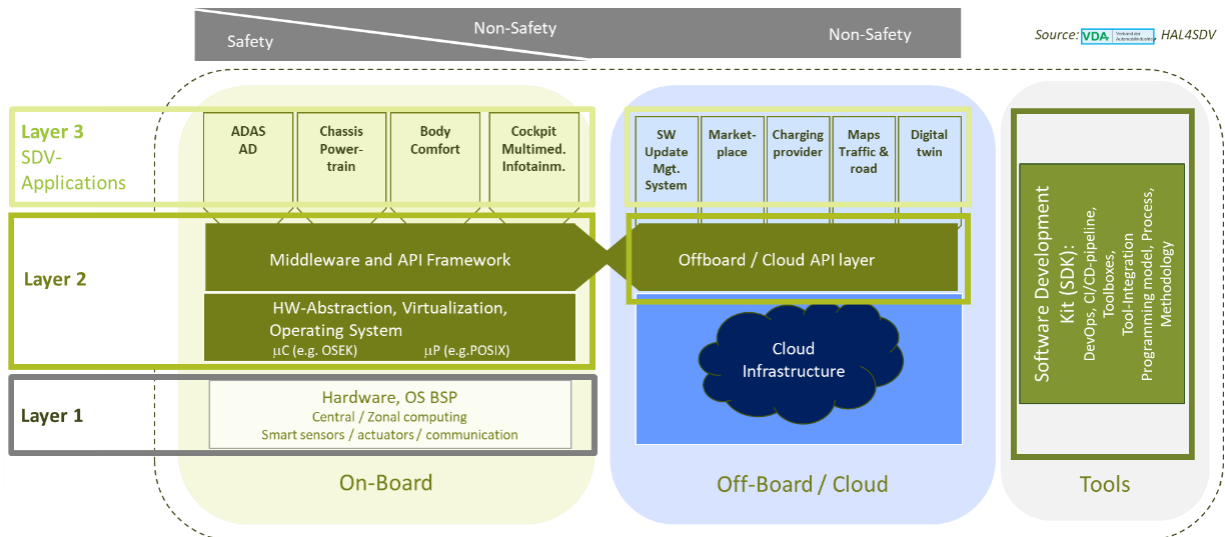 Safety
Non-Safety
Non-Safety
Source: VDA Verband der Automobilindustrie, HAL4SDV
Layer 3
SDV-
Applications
ADAS
AD
Chassis
Power-
train
Body
Comfort
Cockpit
Multimed.
Infotainm.
SW
Update
Mgt.
System
Market-
place
Charging
provider
Maps
Traffic &
road
Digital
twin
Layer 2
Middleware and API Framework
Offboard / Cloud API layer
HW-Abstraction, Virtualization,
Operating System
µC (e.g. OSEK)
µP (e.g.POSIX)
Cloud
Infrastructure
Layer 1
Hardware, OS BSP
Central / Zonal computing
Smart sensors / actuators / communication
Software Development
Kit (SDK):
DevOps, CI/CD-pipeline,
Toolboxes,
Tool-Integration
Programming model, Process,
Methodology
On-Board
Off-Board / Cloud
Tools